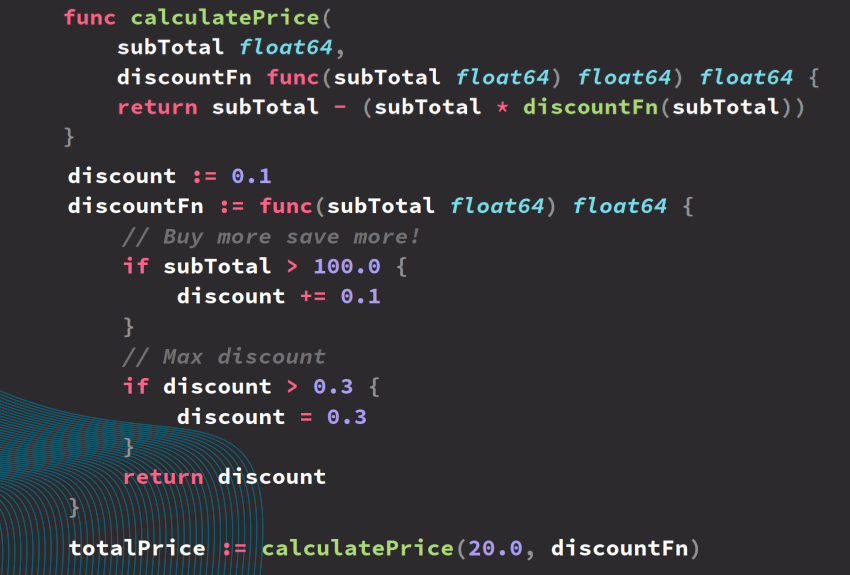 func calculatePrice(
    subTotal float64,
    discountFn func(subTotal float64) float64) float64 {
    return subTotal - (subTotal * discountFn(subTotal))
}
discount := 0.1
discountFn := func(subTotal float64) float64 {
    // Buy more save more!
    if subTotal > 100.0 {
        discount += 0.1
    }
    // Max discount
    if discount > 0.3 {
        discount = 0.3
    }
    return discount
}
totalPrice := calculatePrice(20.0, discountFn)